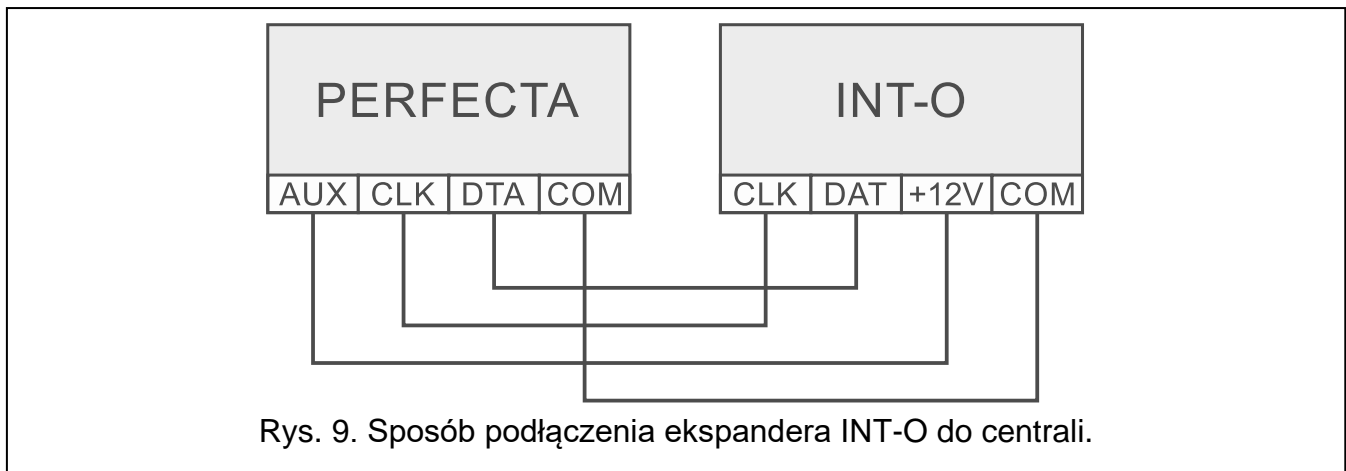 PERFECTA INT-O
AUX CLK DTA COM CLK DAT +12V COM
Rys. 9. Sposób podłączenia ekspandera INT-O do centrali.